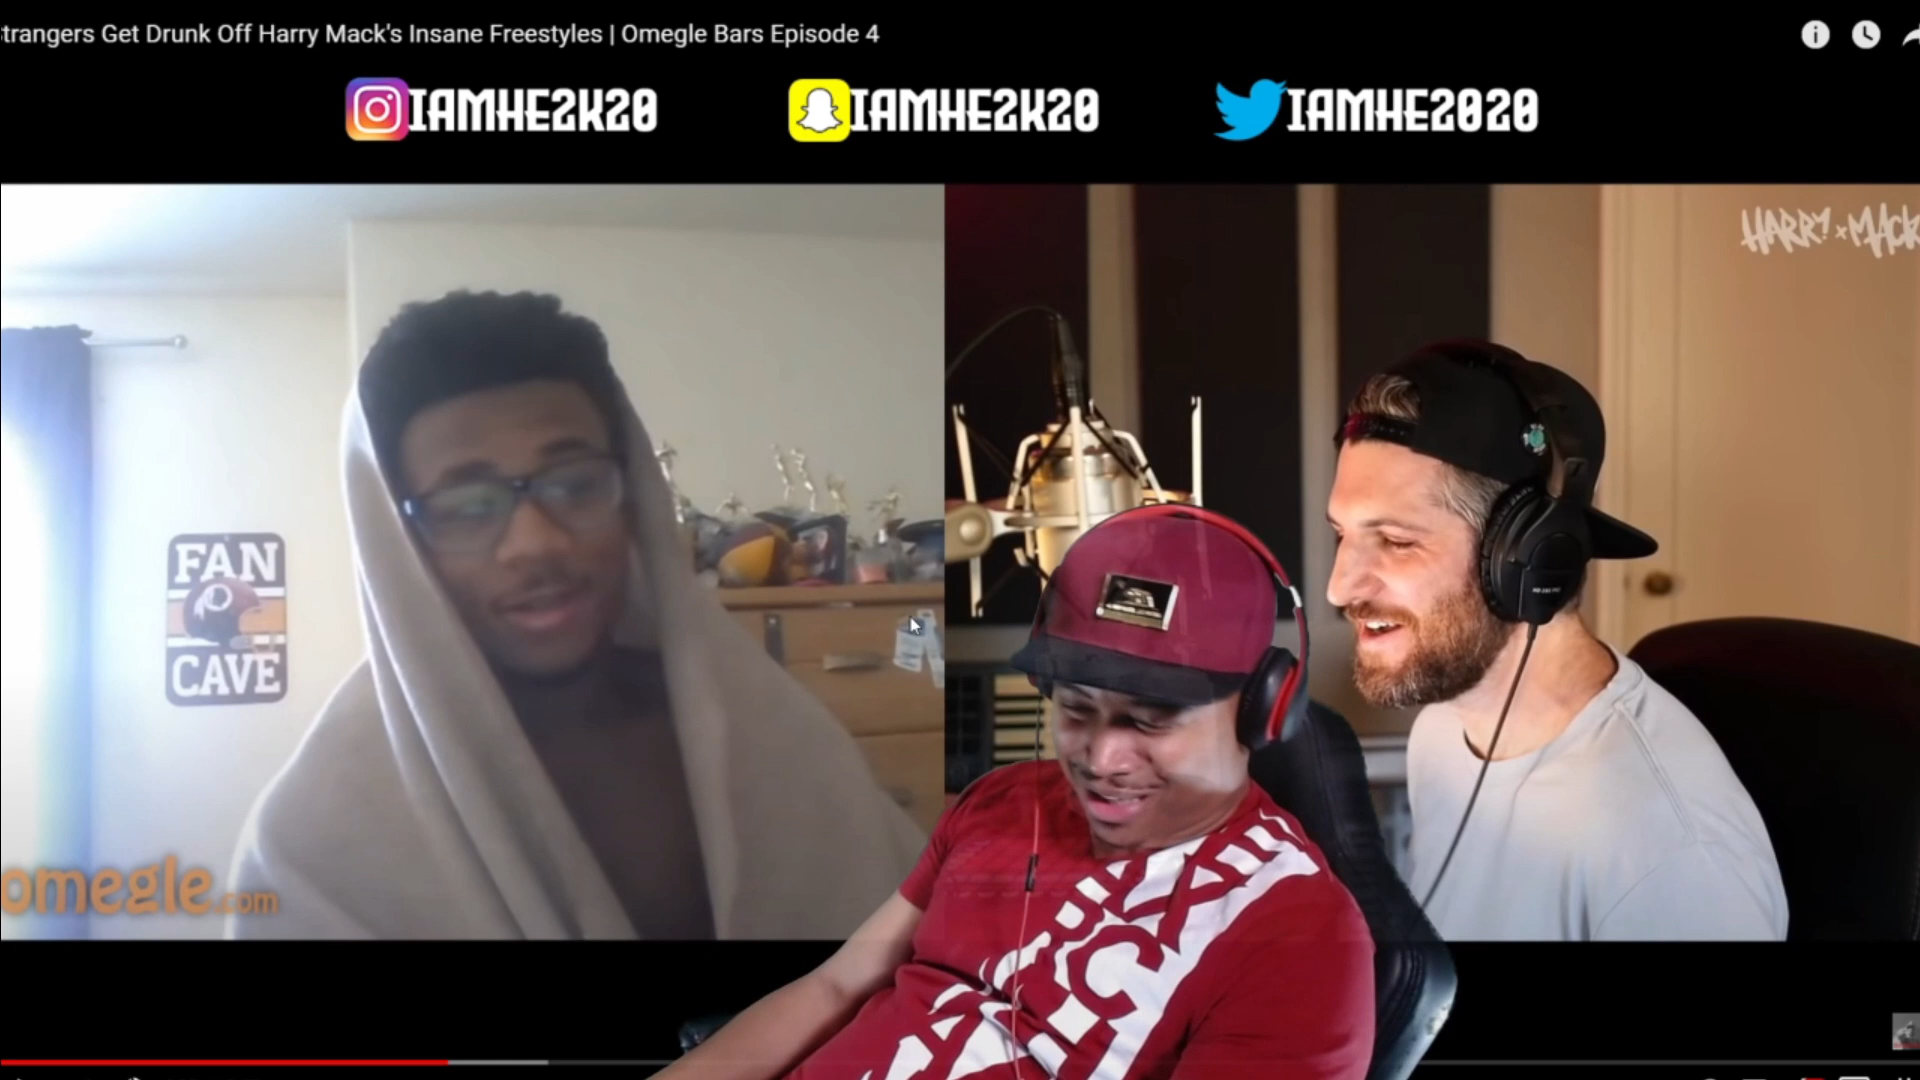 trangers Get Drunk Off Harry Mack's Insane Freestyles | Omegle Bars Episode 4
IAMHE2K20 IAMHE2K20 IAMHE2020
HARRY x MACK
FAN
CAVE
omegle.com